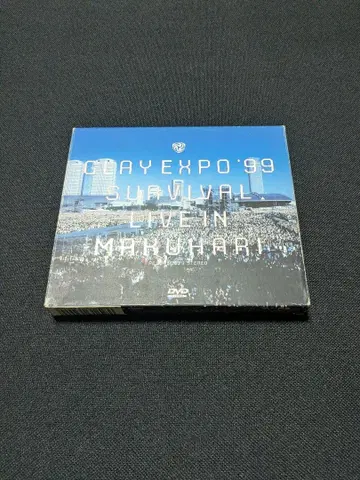 GLAY EXPO '99
SURVIVAL
LIVE IN
MAKUHARI
DVD